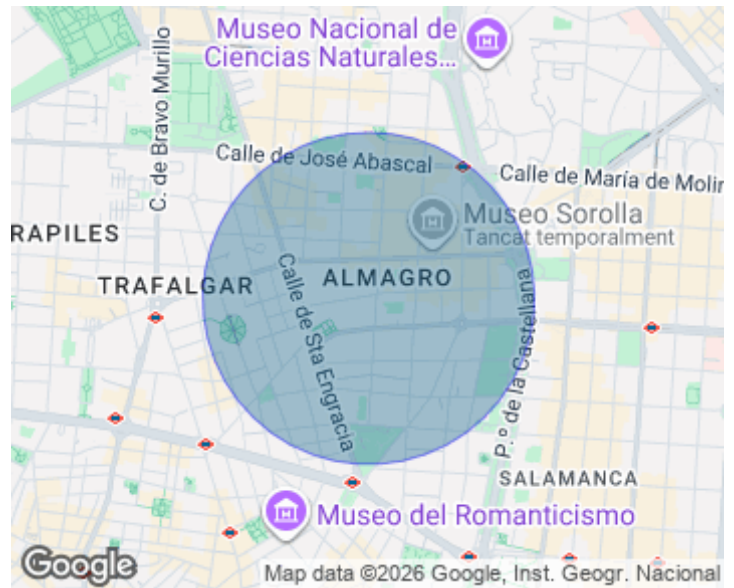 Museo Nacional de
Ciencias Naturales...
C. de Bravo Murillo
Calle de José Abascal
Calle de María de Molin
Museo Sorolla
Tancat temporalment
RAPILES
TRAFALGAR
ALMAGRO
Calle de Sta Engracia
P.º de la Castellana
SALAMANCA
Museo del Romanticismo
Google
Map data ©2026 Google, Inst. Geogr. Nacional